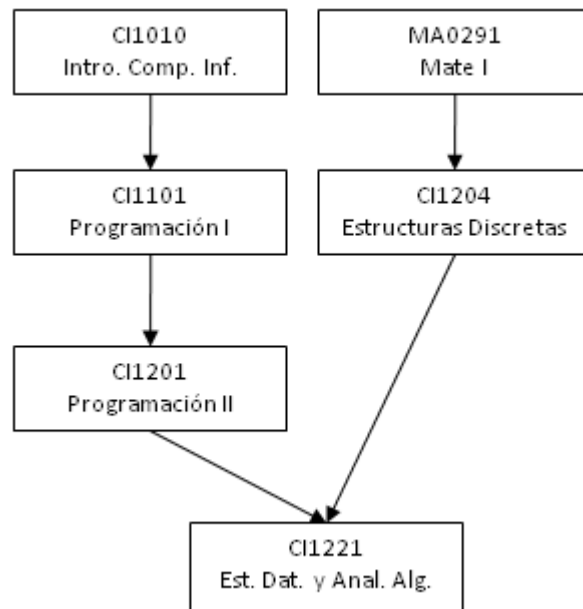 CI1010
Intro. Comp. Inf.
MA0291
Mate I
CI1101
Programación I
CI1204
Estructuras Discretas
CI1201
Programación II
CI1221
Est. Dat. y Anal. Alg.